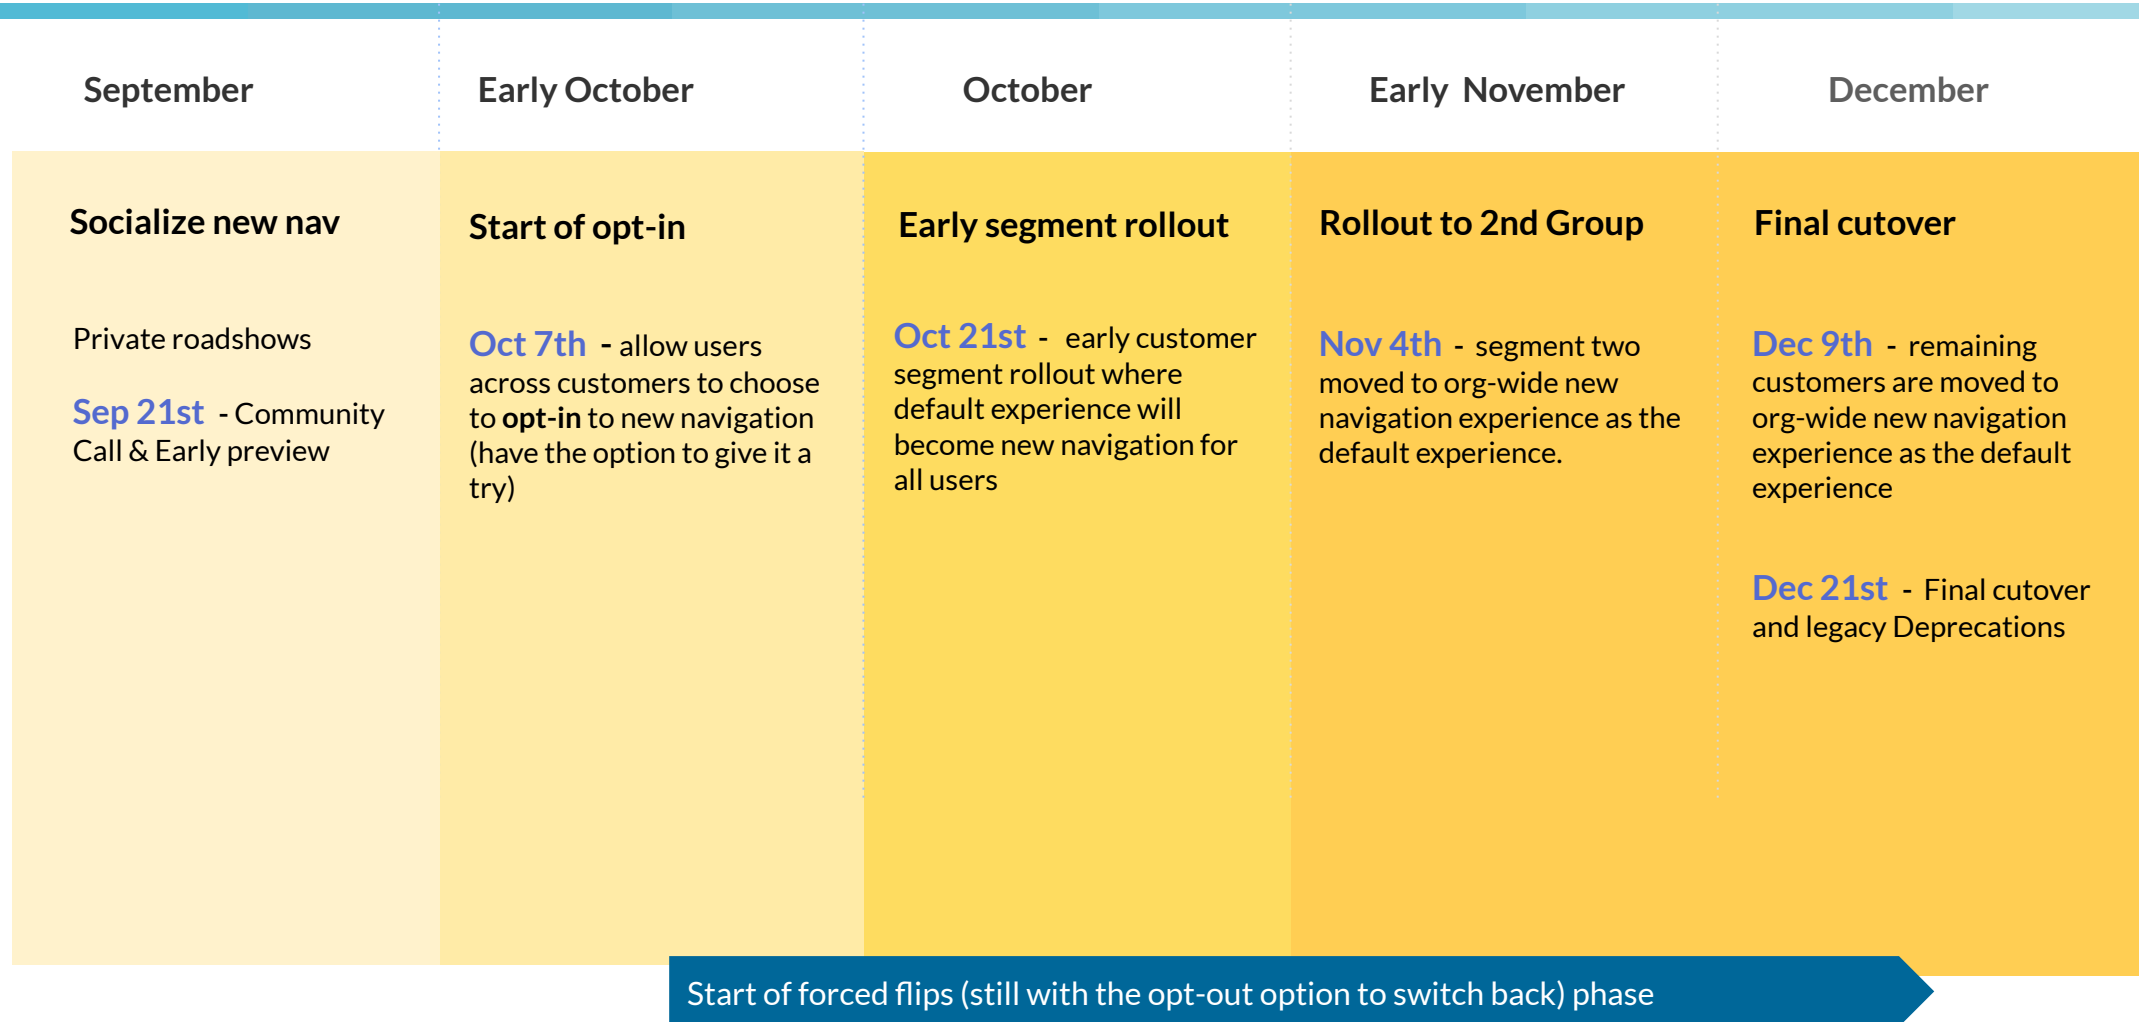 September
Early October
October
Early  November
December
Socialize new nav
Private roadshows
Sep 21st - Community
Call & Early preview
Start of opt-in
Oct 7th - allow users
across customers to choose
to opt-in to new navigation
(have the option to give it a
try)
Early segment rollout
Oct 21st - early customer
segment rollout where
default experience will
become new navigation for
all users
Rollout to 2nd Group
Nov 4th - segment two
moved to org-wide new
navigation experience as the
default experience.
Final cutover
Dec 9th - remaining
customers are moved to
org-wide new navigation
experience as the default
experience
Dec 21st - Final cutover
and legacy Deprecations
Start of forced flips (still with the opt-out option to switch back) phase